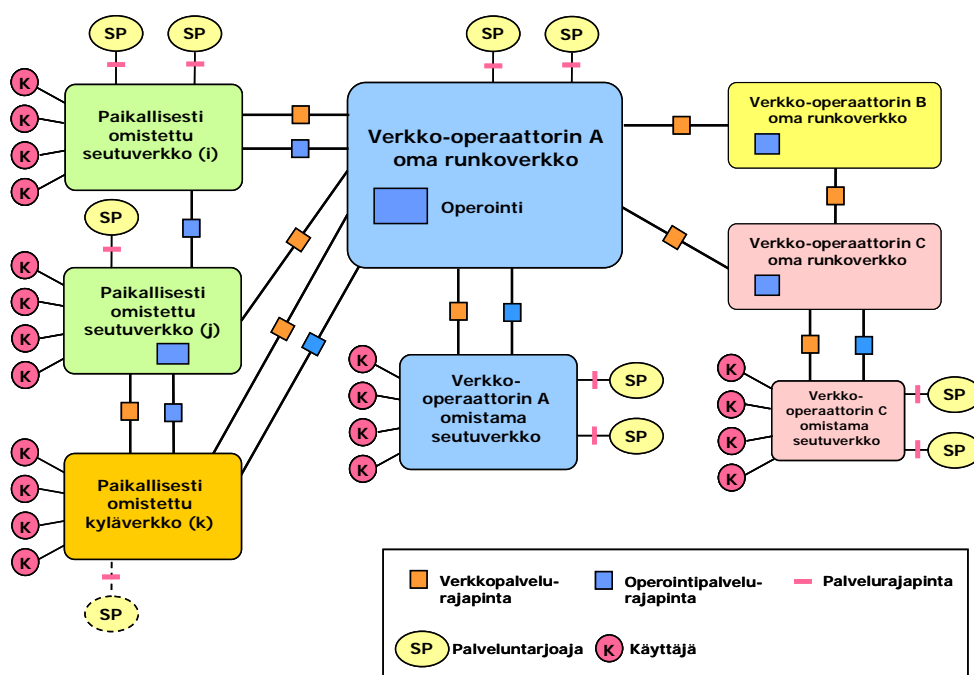 SP
SP
SP
SP
K
K
K
K
Paikallisesti
omistettu
seutuverkko (i)
Verkko-operaattorin A
oma runkoverkko
Operointi
Verkko-operaattorin B
oma runkoverkko
SP
K
K
K
K
Paikallisesti
omistettu
seutuverkko (j)
Verkko-operaattorin C
oma runkoverkko
K
K
K
K
Verkko-
operaattorin A
omistama
seutuverkko
SP
SP
K
K
K
K
Verkko-
operaattorin C
omistama
seutuverkko
SP
SP
K
K
K
K
Paikallisesti
omistettu
kyläverkko (k)
SP
Verkkopalvelu-
rajapinta
Operointipalvelu-
rajapinta
Palvelurajapinta
SP
Palveluntarjoaja
K
Käyttäjä